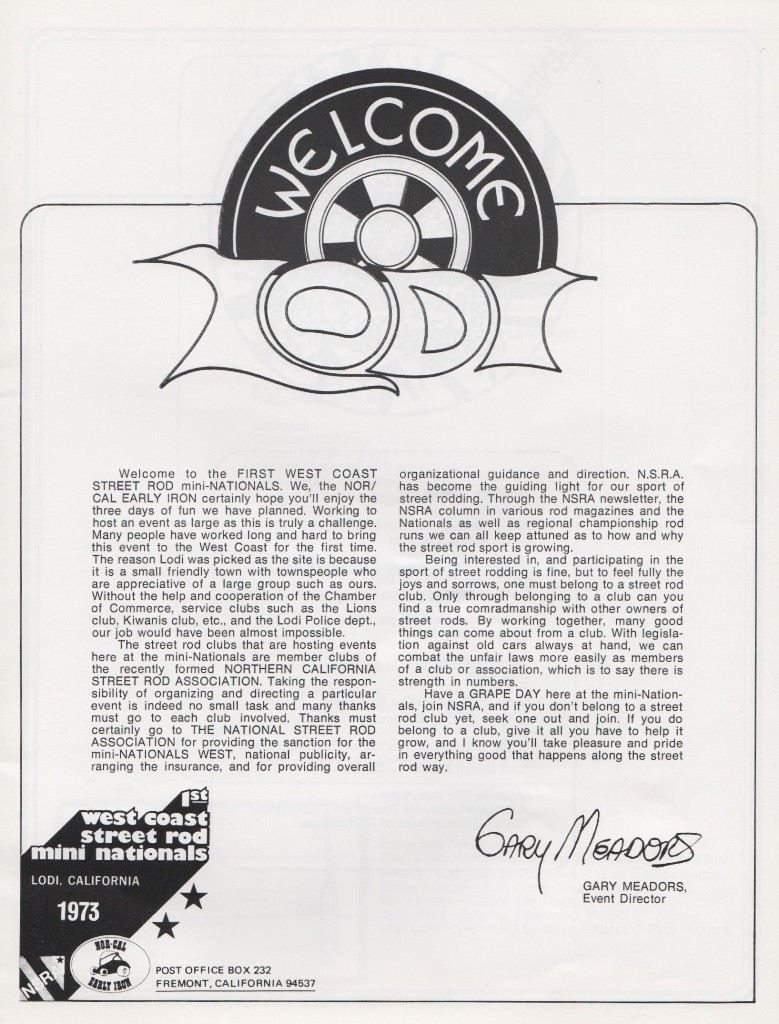 WELCOME
LODI
Welcome to the FIRST WEST COAST
STREET ROD mini-NATIONALS. We, the NOR/
CAL EARLY IRON certainly hope you'll enjoy the
three days of fun we have planned. Working to
host an event as large as this is truly a challenge.
Many people have worked long and hard to bring
this event to the West Coast for the first time.
The reason Lodi was picked as the site is because
it is a small friendly town with townspeople who
are appreciative of a large group such as ours.
Without the help and cooperation of the Chamber
of Commerce, service clubs such as the Lions
club, Kiwanis club, etc., and the Lodi Police dept.,
our job would have been almost impossible.
The street rod clubs that are hosting events
here at the mini-Nationals are member clubs of
the recently formed NORTHERN CALIFORNIA
STREET ROD ASSOCIATION. Taking the respon-
sibility of organizing and directing a particular
event is indeed no small task and many thanks
must go to each club involved. Thanks must
certainly go to THE NATIONAL STREET ROD
ASSOCIATION for providing the sanction for the
mini-NATIONALS WEST, national publicity, ar-
ranging the insurance, and for providing overall
organizational guidance and direction. N.S.R.A.
has become the guiding light for our sport of
street rodding. Through the NSRA newsletter, the
NSRA column in various rod magazines and the
Nationals as well as regional championship rod
runs we can all keep attuned as to how and why
the street rod sport is growing.
Being interested in, and participating in the
sport of street rodding is fine, but to feel fully the
joys and sorrows, one must belong to a street rod
club. Only through belonging to a club can you
find a true comradmanship with other owners of
street rods. By working together, many good
things can come about from a club. With legisla-
tion against old cars always at hand, we can
combat the unfair laws more easily as members
of a club or association, which is to say there is
strength in numbers.
Have a GRAPE DAY here at the mini-Nation-
als, join NSRA, and if you don't belong to a street
rod club yet, seek one out and join. If you do
belong to a club, give it all you have to help it
grow, and I know you'll take pleasure and pride
in everything good that happens along the street
rod way.
GARY MEADORS
GARY MEADORS,
Event Director
1st
west coast
street rod
mini nationals
LODI, CALIFORNIA
1973
NOR-CAL
EARLY IRON
NSRA
POST OFFICE BOX 232
FREMONT, CALIFORNIA 94537